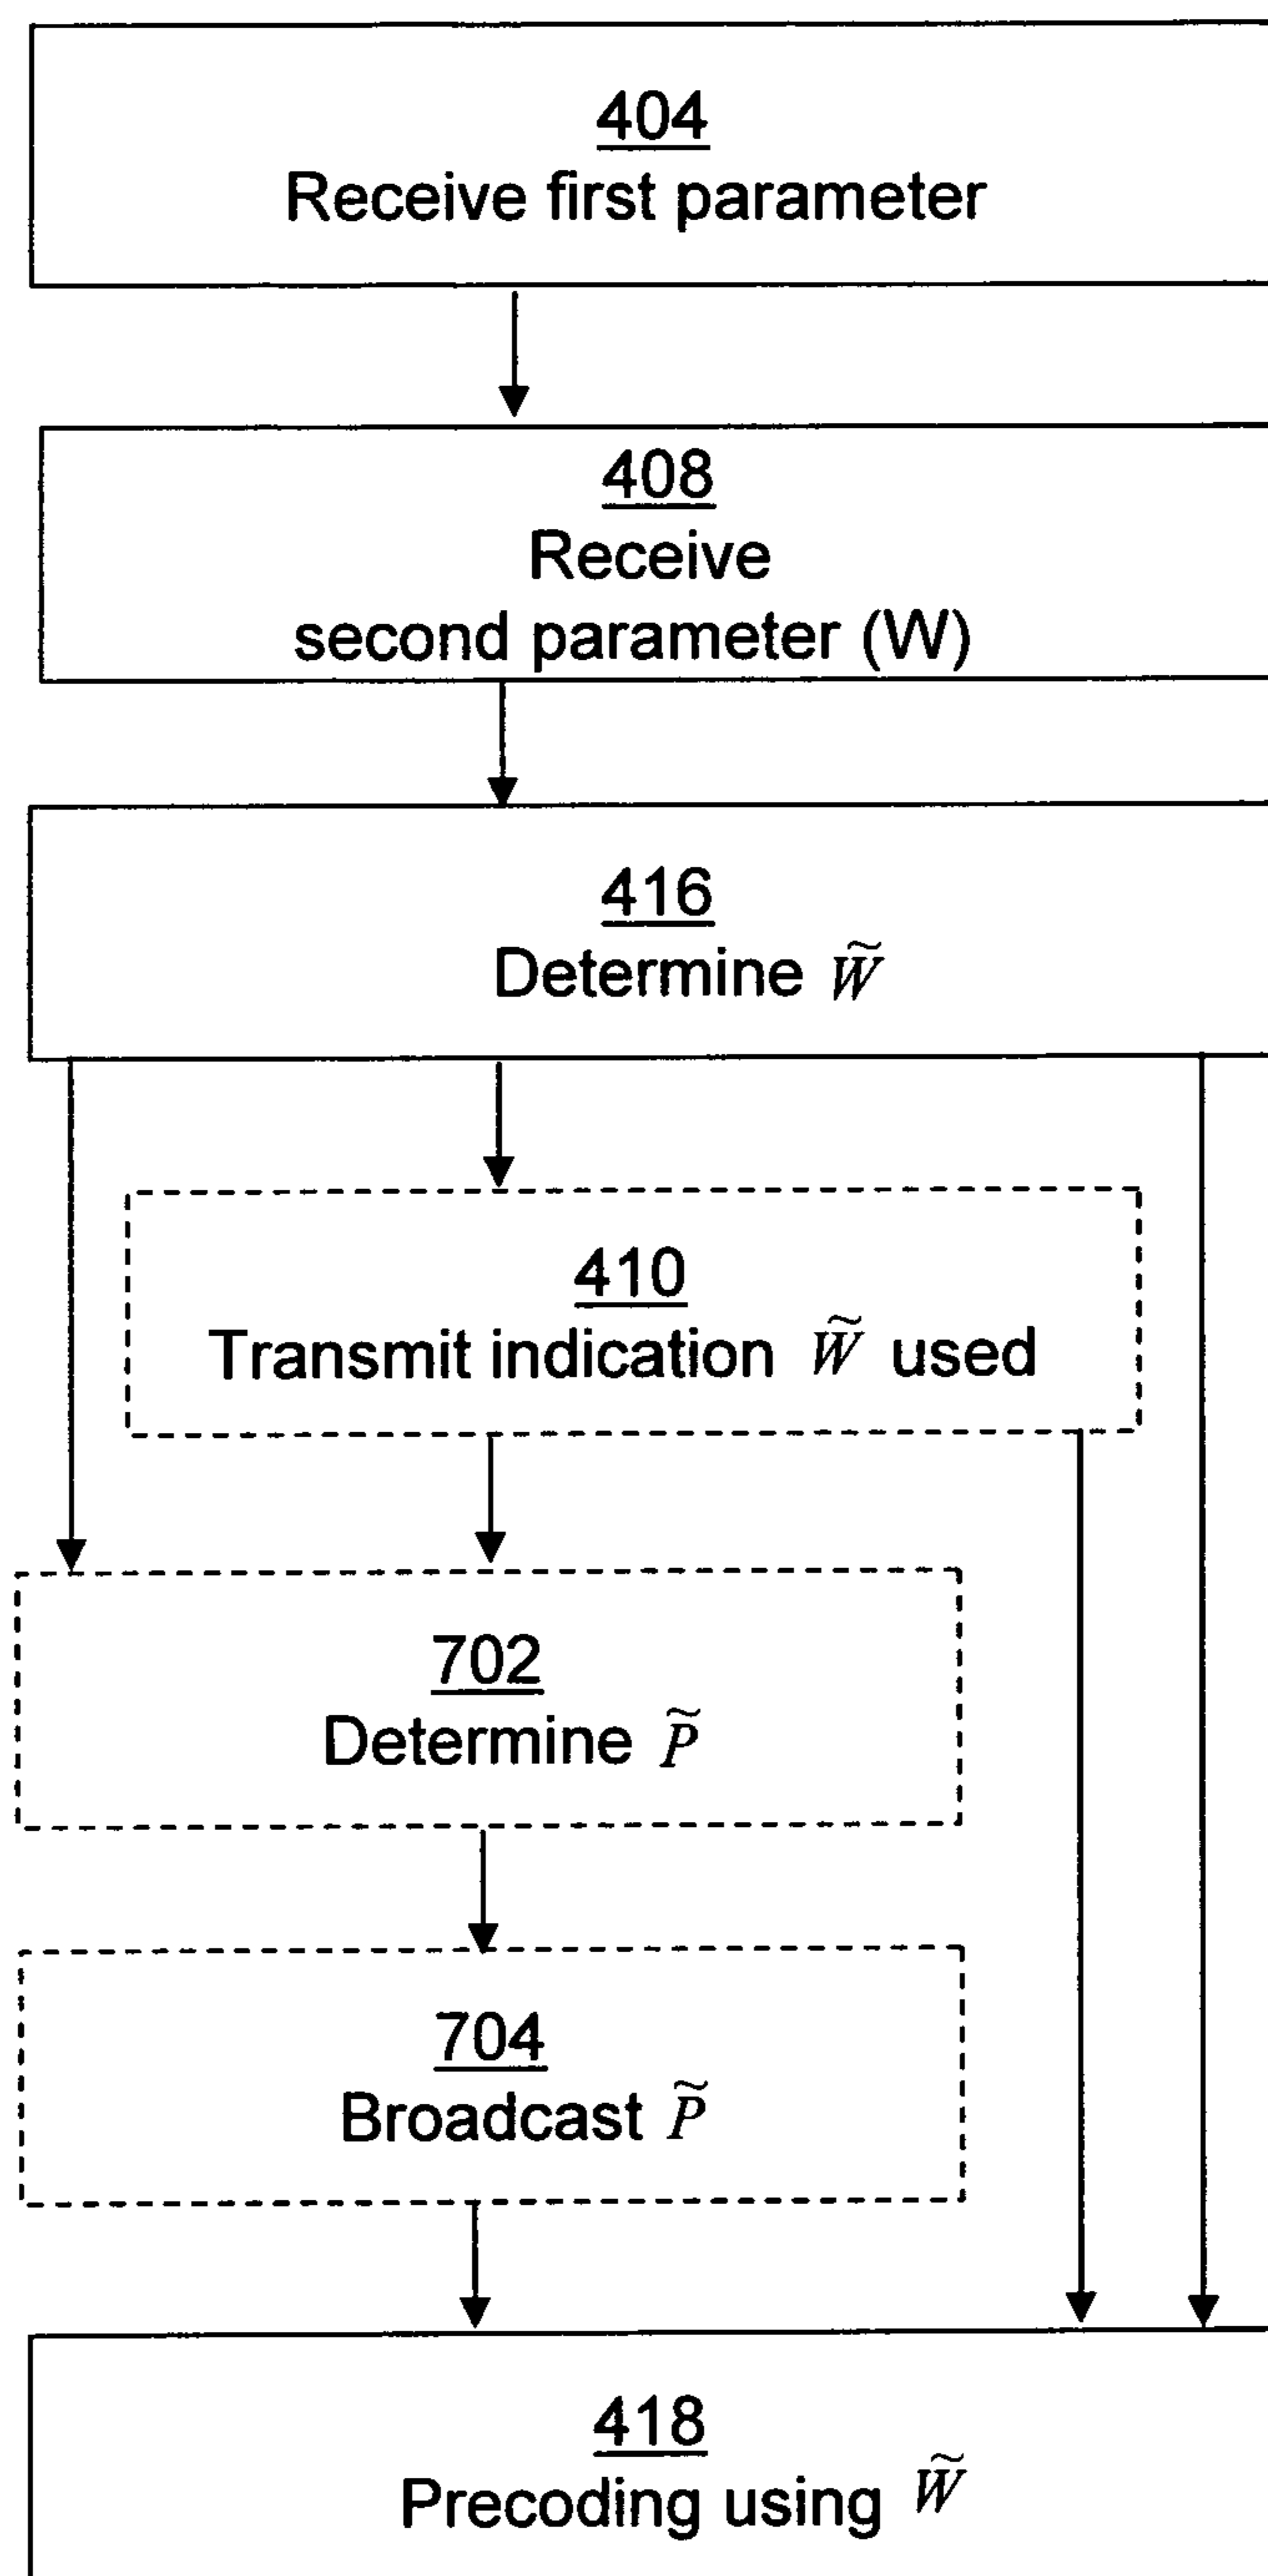 404
Receive first parameter
408
Receive
second parameter (W)
416
Determine W̃
410
Transmit indication W̃ used
702
Determine P̃
704
Broadcast P̃
418
Precoding using W̃